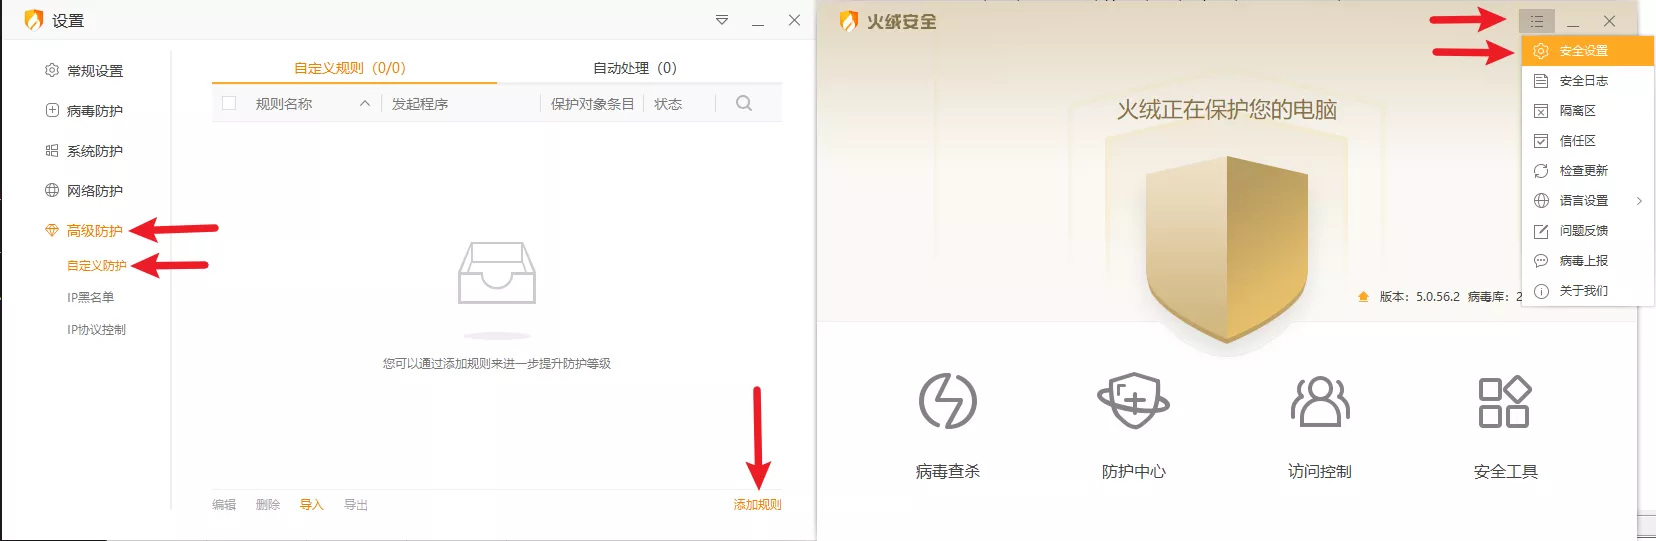 设置
常规设置
病毒防护
系统防护
网络防护
高级防护
自定义防护
IP黑名单
IP协议控制
自定义规则（0/0） 自动处理（0）
规则名称 发起程序 保护对象条目 状态
您可以通过添加规则来进一步提升防护等级
编辑 删除 导入 导出 添加规则
火绒安全
火绒正在保护您的电脑
安全设置
安全日志
隔离区
信任区
检查更新
语言设置
问题反馈
病毒上报
关于我们
版本：5.0.56.2 病毒库：2
病毒查杀 防护中心 访问控制 安全工具